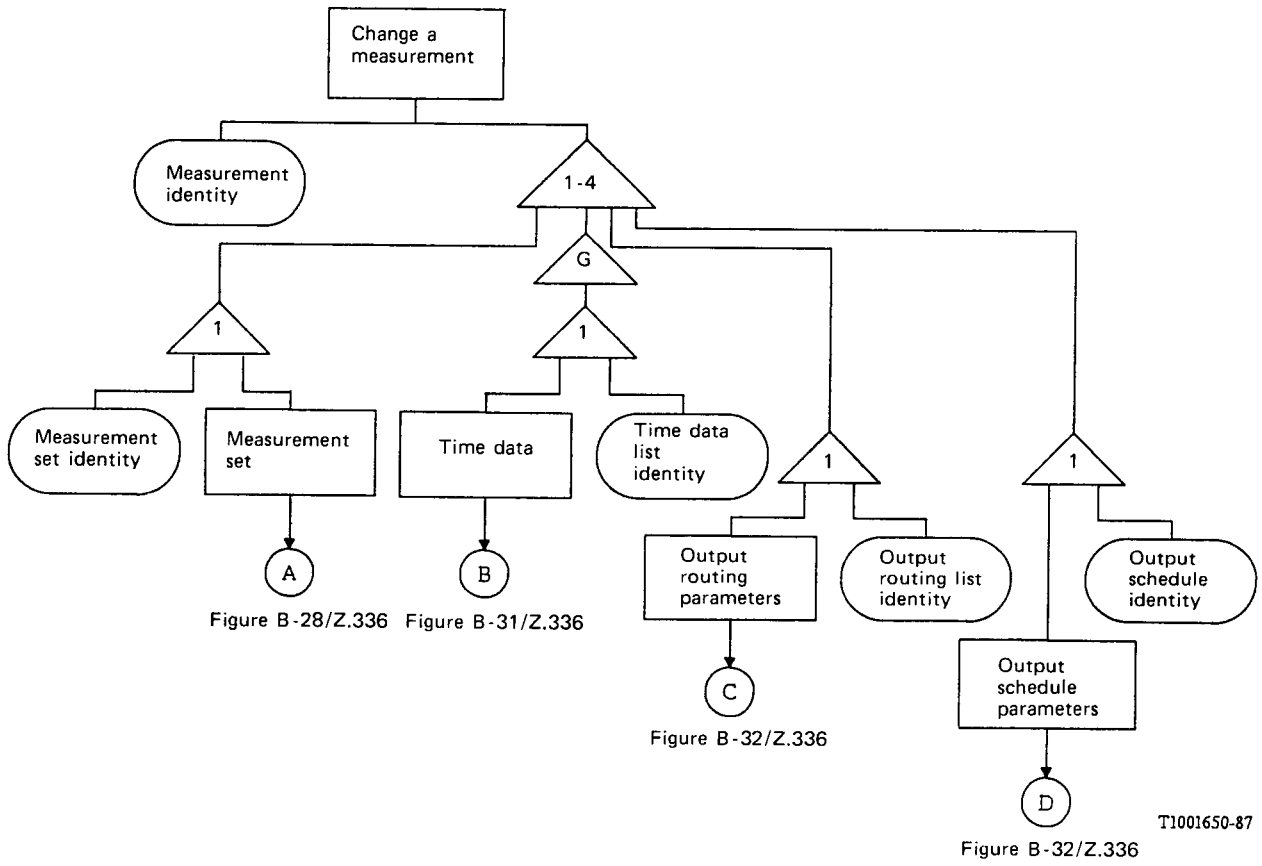 Change a
measurement
Measurement
identity
1-4
G
1
1
Measurement
set identity
Measurement
set
Time data
Time data
list
identity
1
1
A
B
Output
routing
parameters
Output
routing list
identity
Output
schedule
identity
Figure B-28/Z.336
Figure B-31/Z.336
Output
schedule
parameters
C
Figure B-32/Z.336
D
T1001650-87
Figure B-32/Z.336